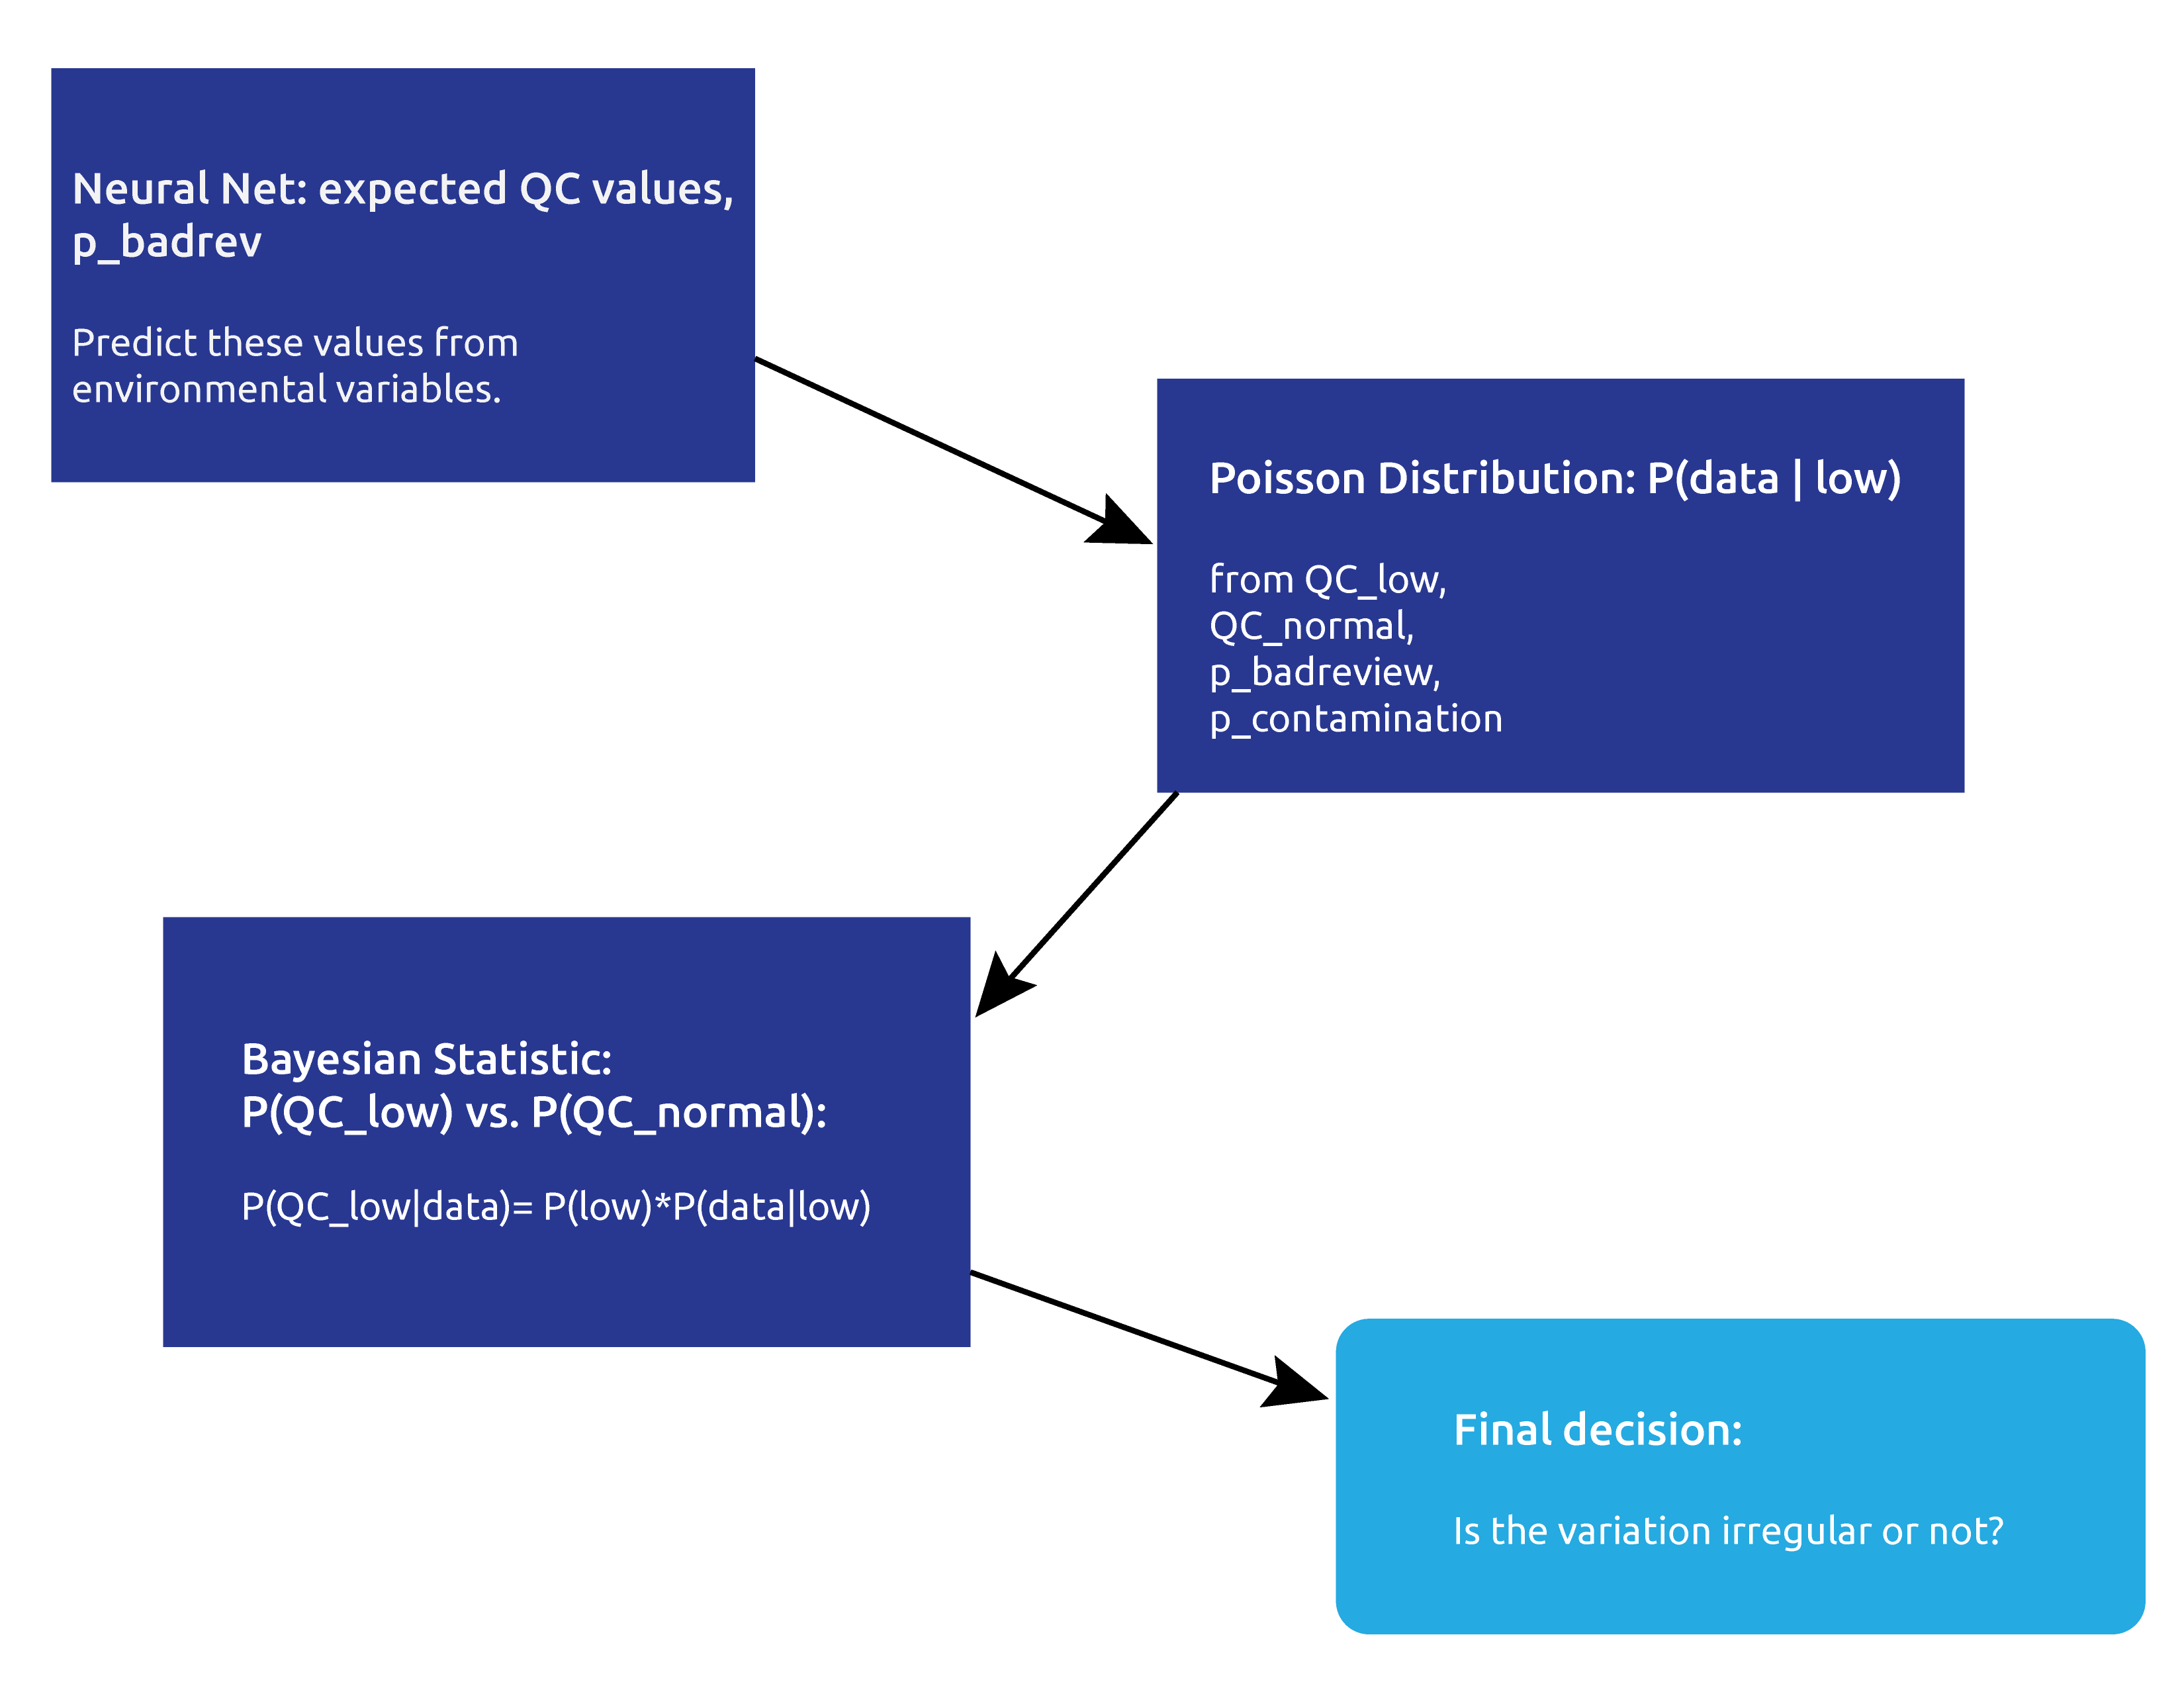 Neural Net: expected QC values,
p_badrev
Predict these values from
environmental variables.
Poisson Distribution: P(data | low)
from QC_low,
QC_normal,
p_badreview,
p_contamination
Bayesian Statistic:
P(QC_low) vs. P(QC_normal):
P(QC_low|data)= P(low)*P(data|low)
Final decision:
Is the variation irregular or not?